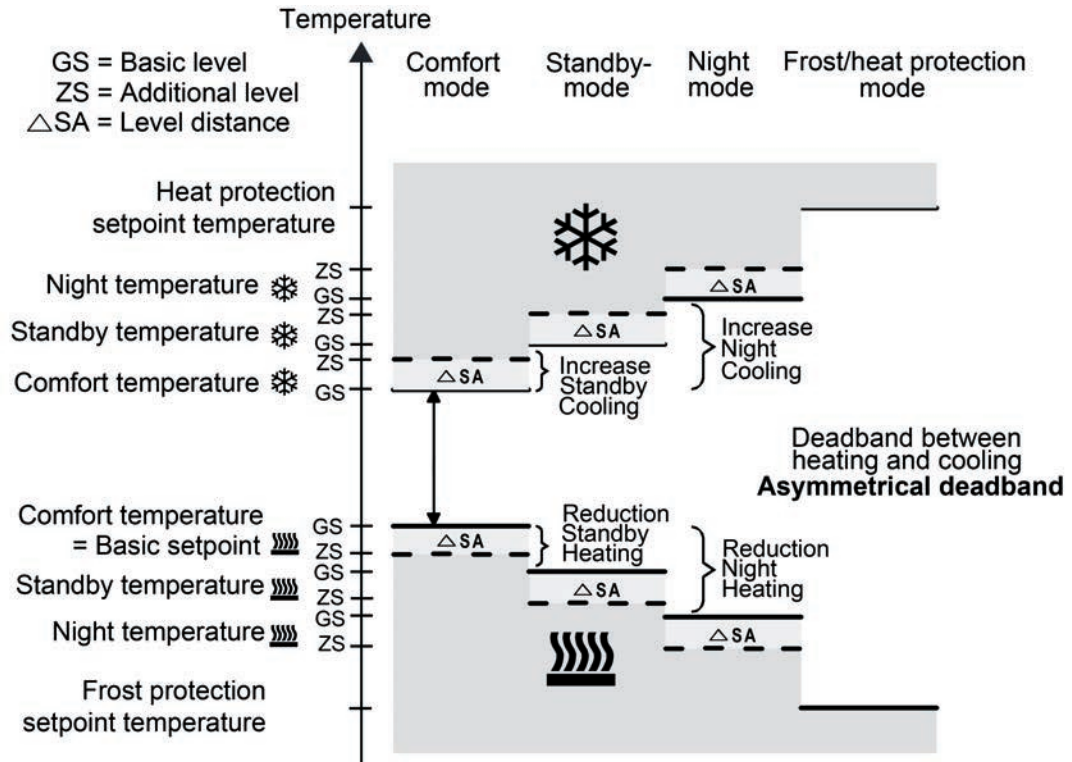 Temperature
GS = Basic level
ZS = Additional level
△SA = Level distance
Comfort
mode
Standby-
mode
Night
mode
Frost/heat protection
mode
Heat protection
setpoint temperature
Night temperature
ZS
GS
Standby temperature
ZS
GS
Comfort temperature
ZS
GS
△SA
△SA
△SA
Increase
Standby
Cooling
Increase
Night
Cooling
Deadband between
heating and cooling
Asymmetrical deadband
Comfort temperature
= Basic setpoint
GS
ZS
Standby temperature
GS
ZS
Night temperature
GS
ZS
△SA
△SA
△SA
Reduction
Standby
Heating
Reduction
Night
Heating
Frost protection
setpoint temperature